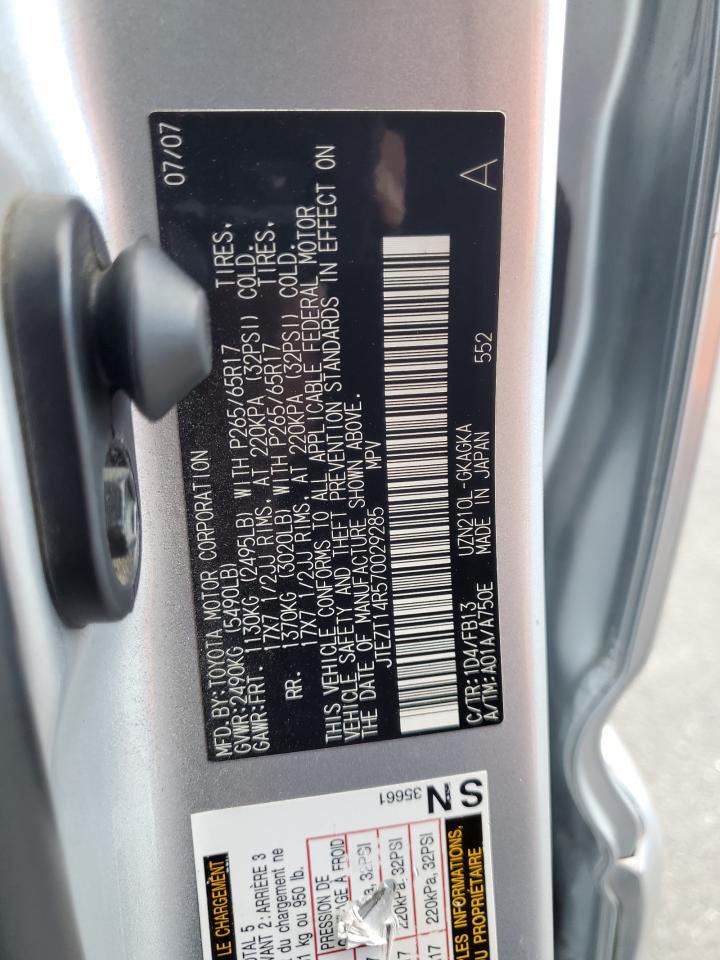 MFD BY: TOYOTA MOTOR CORPORATION 07/07
GVWR: 2490KG (5490LB)
GAWR: FRT. 1130KG (2495LB) WITH P265/65R17 TIRES,
17X7 1/2JJ RIMS, AT 220KPA (32PSI) COLD.
RR. 1370KG (3020LB) WITH P265/65R17 TIRES,
17X7 1/2JJ RIMS, AT 220KPA (32PSI) COLD.
THIS VEHICLE CONFORMS TO ALL APPLICABLE FEDERAL MOTOR
VEHICLE SAFETY AND THEFT PREVENTION STANDARDS IN EFFECT ON
THE DATE OF MANUFACTURE SHOWN ABOVE.
JTEZT14R570029285 MPV
C/TR: 1D4/FB13 UZN210L-GKAGKA
A/TM: A01A/A750E MADE IN JAPAN 552 A
LE CHARGEMENT
OTAL 5
VANT 2: ARRIÈRE 3
du chargement ne
1 kg ou 950 lb.
PRESSION DE
AGE À FROID
32PSI
220kPa, 32PSI
220kPa, 32PSI
LES INFORMATIONS,
U PROPRIÉTAIRE
SN
35661